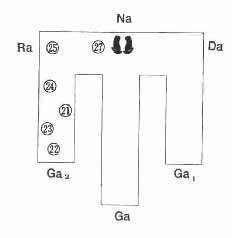 Na
Ra ㉕ ㉗ Da
㉔
㉑
㉓
㉒
Ga₂ Ga₁
Ga